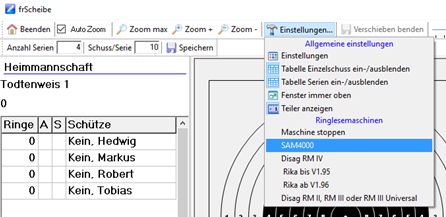 frScheibe
Beenden Auto Zoom Zoom max Zoom + Zoom - Einstellungen... Verschieben beenden
Anzahl Serien 4 Schuss/Serie 10 Speichern
Allgemeine einstellungen
Einstellungen
Tabelle Einzelschuss ein-/ausblenden
Tabelle Serien ein-/ausblenden
Fenster immer oben
Teiler anzeigen
Ringlesemaschinen
Maschine stoppen
SAM4000
Disag RM IV
Rika bis V1.95
Rika ab V1.96
Disag RM II, RM III oder RM III Universal
Heimmannschaft
Todtenweis 1
0
Ringe A S Schütze
0 Kein, Hedwig
0 Kein, Markus
0 Kein, Robert
0 Kein, Tobias